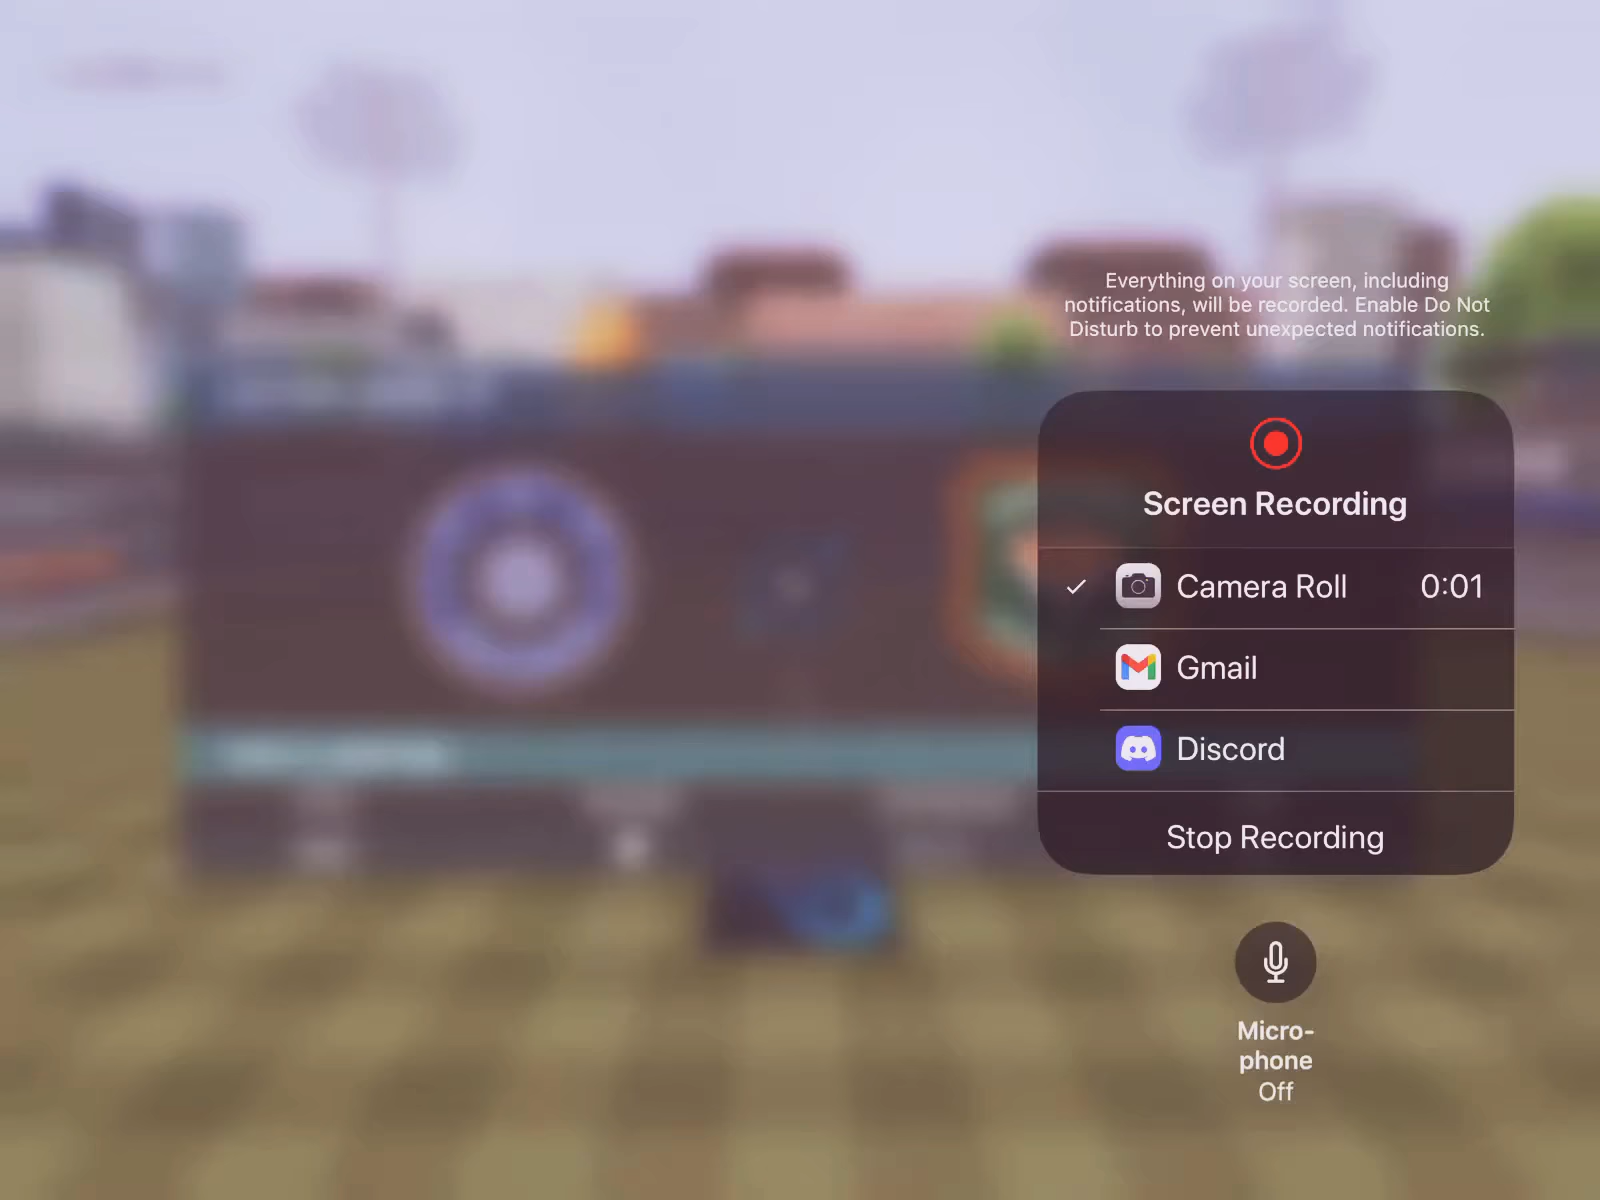 Everything on your screen, including
notifications, will be recorded. Enable Do Not
Disturb to prevent unexpected notifications.
Screen Recording
Camera Roll 0:01
Gmail
Discord
Stop Recording
Micro-
phone
Off